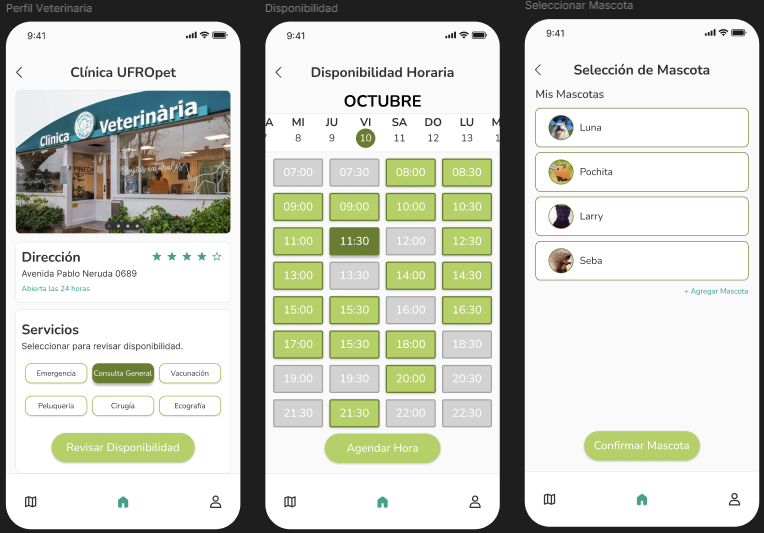 Perfil Veterinaria
9:41
Clínica UFROpet
Clínica Veterinària
PINEDA
Dirección
Avenida Pablo Neruda 0689
Abierta las 24 horas
Servicios
Seleccionar para revisar disponibilidad.
Emergencia Consulta General Vacunación
Peluquería Cirugía Ecografía
Revisar Disponibilidad
Disponibilidad
9:41
Disponibilidad Horaria
OCTUBRE
A MI JU VI SA DO LU M
7 8 9 10 11 12 13 1
07:00 07:30 08:00 08:30
09:00 09:00 10:00 10:30
11:00 11:30 12:00 12:30
13:00 13:30 14:00 14:30
15:00 15:30 16:00 16:30
17:00 15:30 18:00 18:30
19:00 19:30 20:00 20:30
21:30 21:30 22:00 22:30
Agendar Hora
Seleccionar Mascota
9:41
Selección de Mascota
Mis Mascotas
Luna
Pochita
Larry
Seba
+ Agregar Mascota
Confirmar Mascota